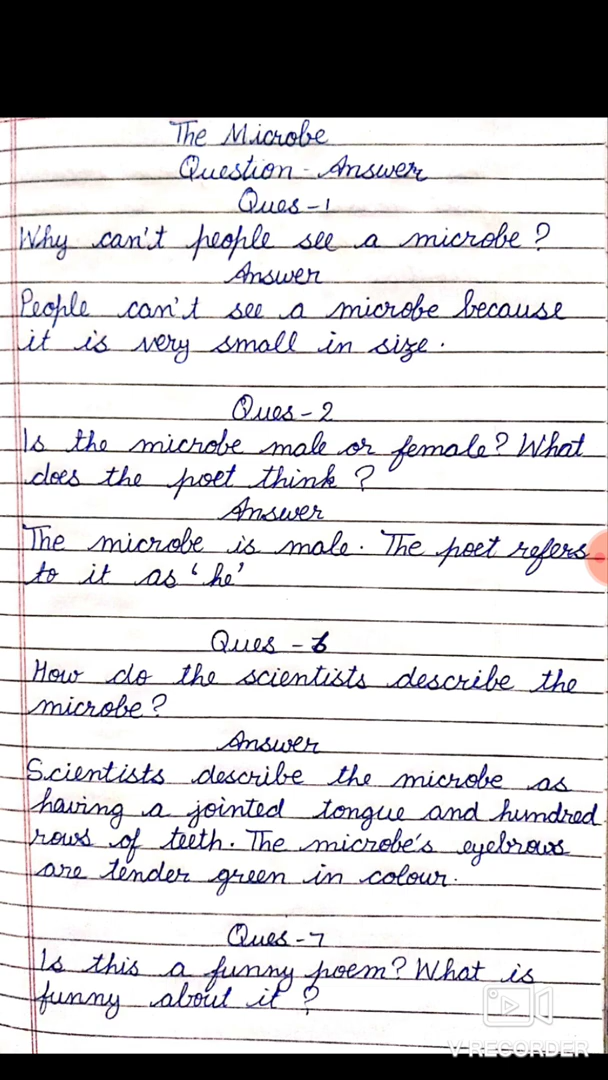 The Microbe
Question - Answer
Ques-1
Why can't people see a microbe?
Answer
People can't see a microbe because
it is very small in size.
Ques-2
Is the microbe male or female? What
does the poet think?
Answer
The microbe is male. The poet refers
to it as 'he'
Ques-6
How do the scientists describe the
microbe?
Answer
Scientists describe the microbe as
having a jointed tongue and hundred
rows of teeth. The microbe's eyebrows
are tender green in colour.
Ques-7
Is this a funny poem? What is
funny about it?
V RECORDER